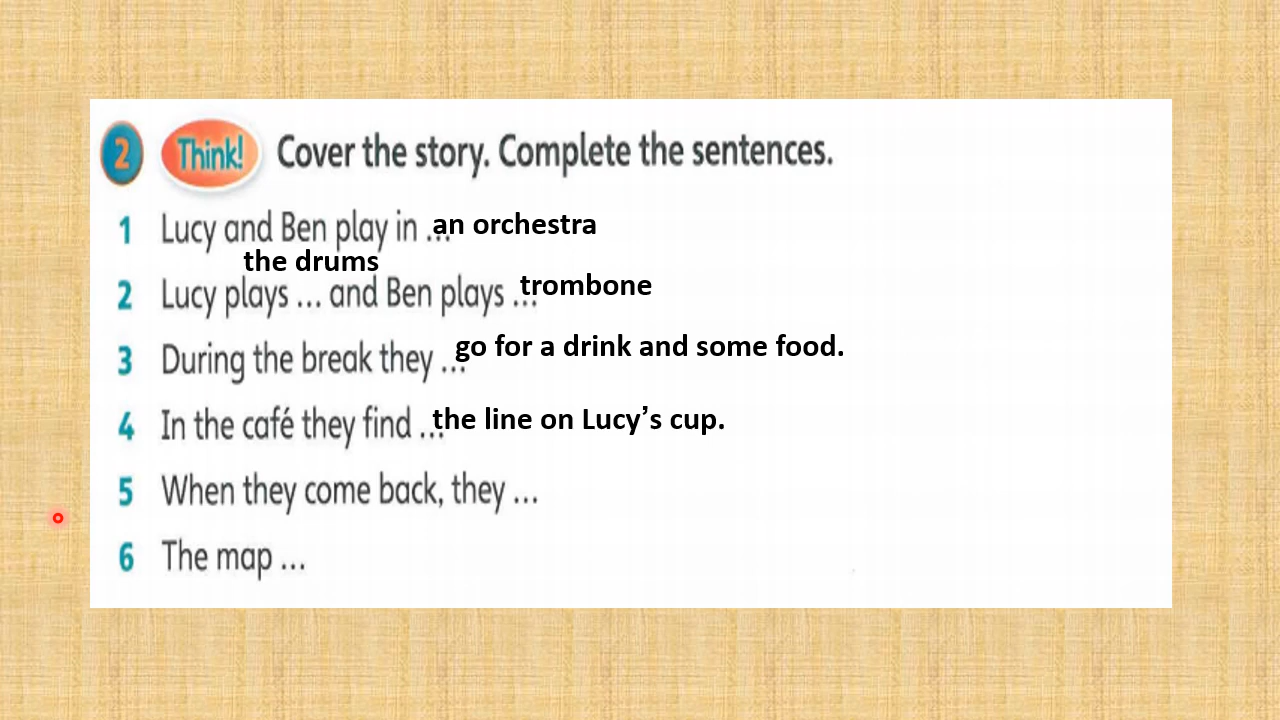 2 Think! Cover the story. Complete the sentences.
1 Lucy and Ben play in ... an orchestra
the drums
2 Lucy plays ... and Ben plays ... trombone
3 During the break they ... go for a drink and some food.
4 In the café they find ... the line on Lucy’s cup.
5 When they come back, they ...
6 The map ...